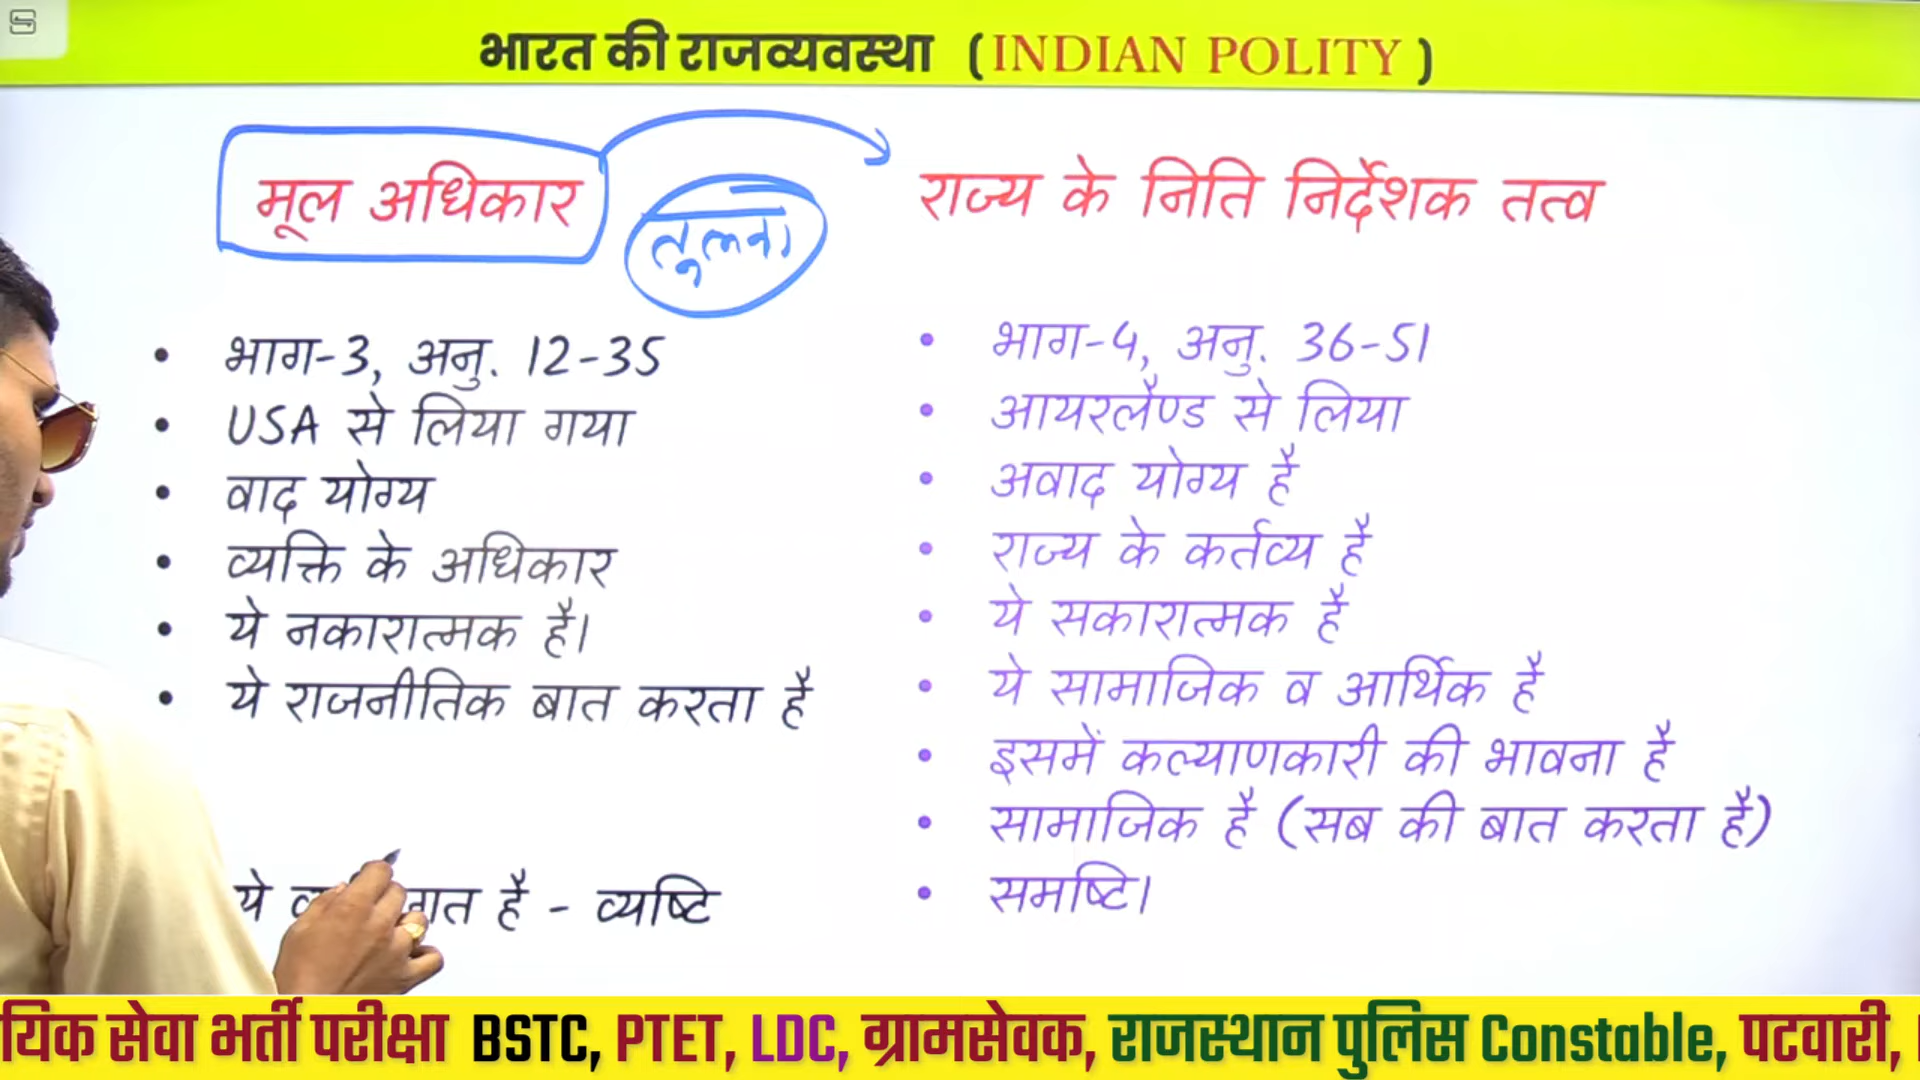 भारत की राजव्यवस्था (INDIAN POLITY)
मूल अधिकार
तुलना
राज्य के निति निर्देशक तत्व
• भाग-3, अनु. 12-35
• USA से लिया गया
• वाद योग्य
• व्यक्ति के अधिकार
• ये नकारात्मक है।
• ये राजनीतिक बात करता है
ये है - व्यष्टि
• भाग-4, अनु. 36-51
• आयरलैण्ड से लिया
• अवाद योग्य है
• राज्य के कर्तव्य है
• ये सकारात्मक है
• ये सामाजिक व आर्थिक है
• इसमें कल्याणकारी की भावना है
• सामाजिक है (सब की बात करता है)
• समष्टि।
यिक सेवा भर्ती परीक्षा BSTC, PTET, LDC, ग्रामसेवक, राजस्थान पुलिस Constable, पटवारी,